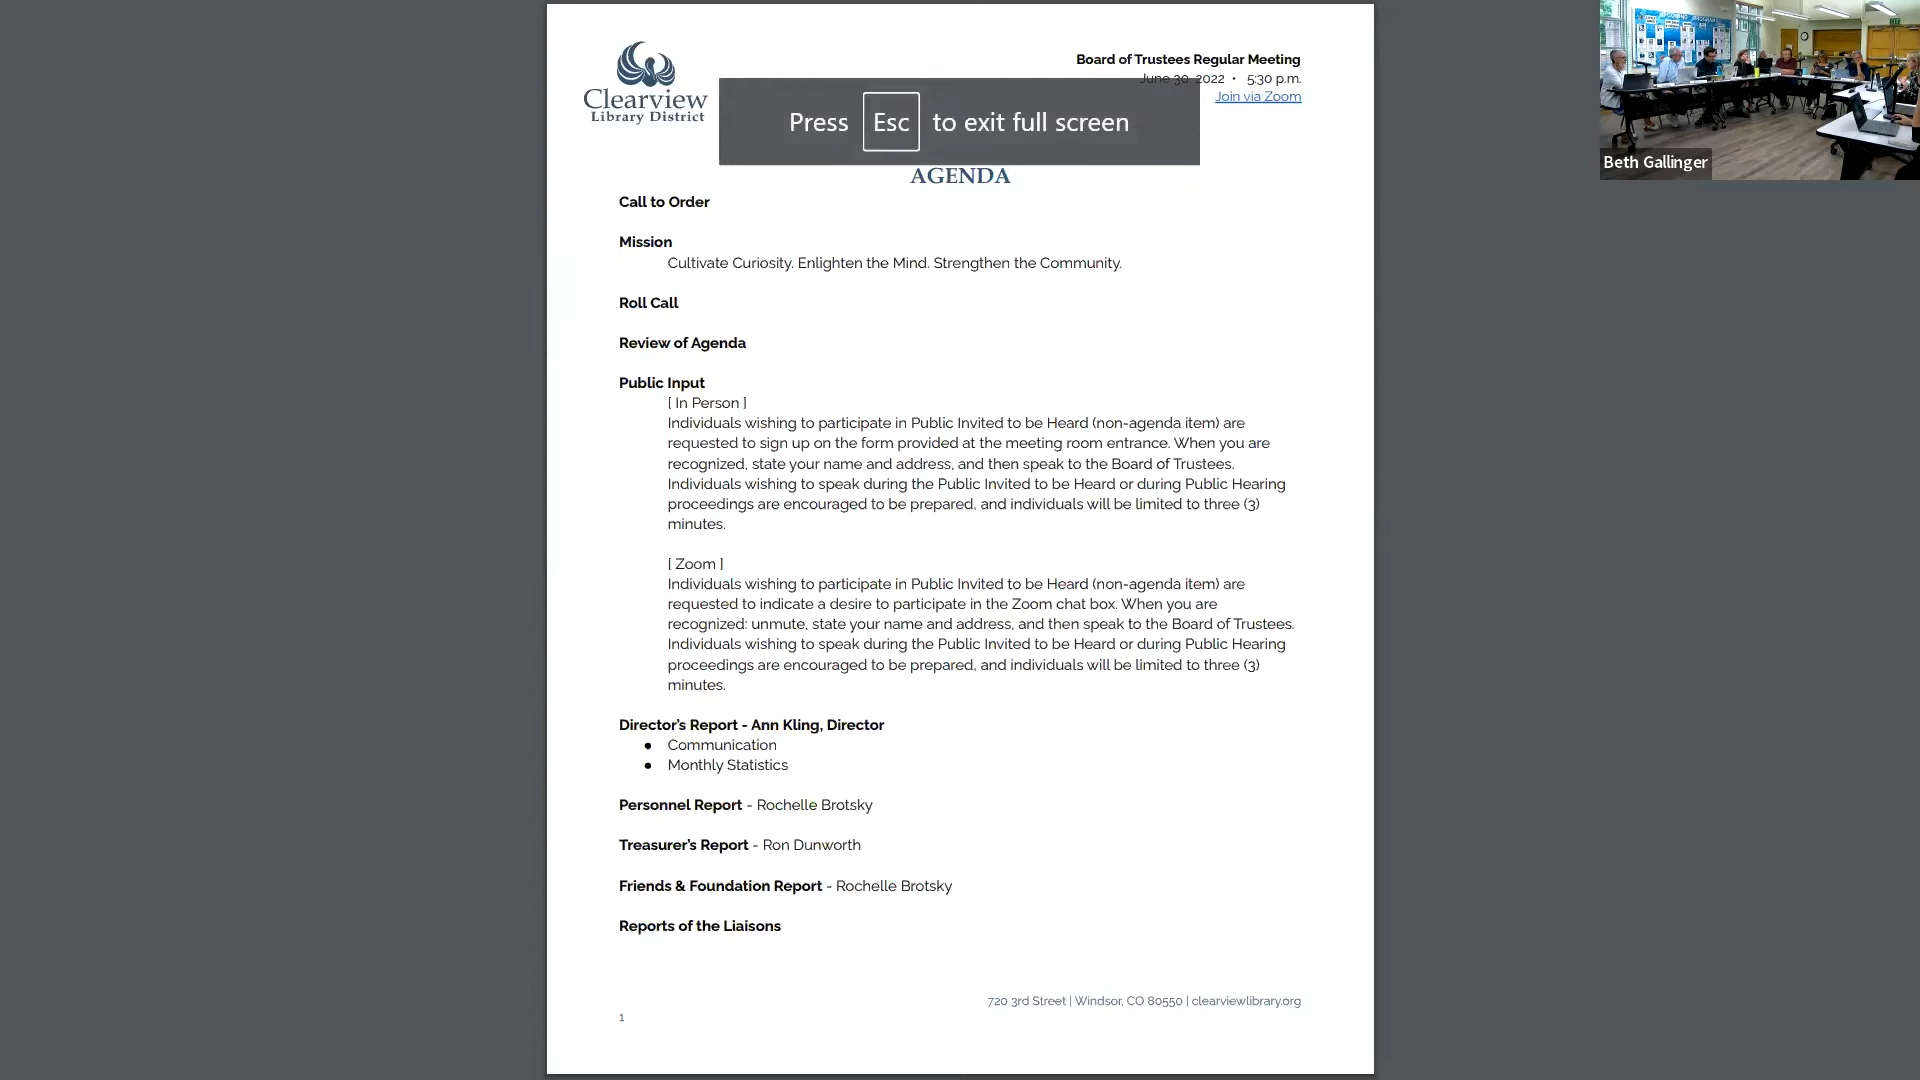 Board of Trustees Regular Meeting
June 30, 2022 • 5:30 p.m.
Join via Zoom
Clearview
Library District
Press Esc to exit full screen
Beth Gallinger
AGENDA
Call to Order
Mission
Cultivate Curiosity. Enlighten the Mind. Strengthen the Community.
Roll Call
Review of Agenda
Public Input
[ In Person ]
Individuals wishing to participate in Public Invited to be Heard (non-agenda item) are
requested to sign up on the form provided at the meeting room entrance. When you are
recognized, state your name and address, and then speak to the Board of Trustees.
Individuals wishing to speak during the Public Invited to be Heard or during Public Hearing
proceedings are encouraged to be prepared, and individuals will be limited to three (3)
minutes.
[ Zoom ]
Individuals wishing to participate in Public Invited to be Heard (non-agenda item) are
requested to indicate a desire to participate in the Zoom chat box. When you are
recognized: unmute, state your name and address, and then speak to the Board of Trustees.
Individuals wishing to speak during the Public Invited to be Heard or during Public Hearing
proceedings are encouraged to be prepared, and individuals will be limited to three (3)
minutes.
Director's Report - Ann Kling, Director
● Communication
● Monthly Statistics
Personnel Report - Rochelle Brotsky
Treasurer's Report - Ron Dunworth
Friends & Foundation Report - Rochelle Brotsky
Reports of the Liaisons
720 3rd Street | Windsor, CO 80550 | clearviewlibrary.org
1